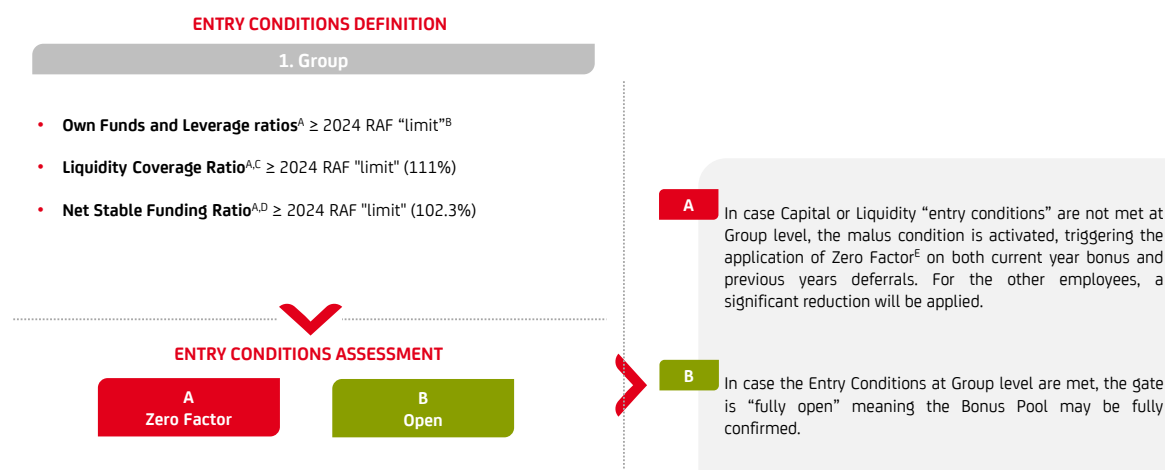 ENTRY CONDITIONS DEFINITION
1. Group
• Own Funds and Leverage ratiosᴬ ≥ 2024 RAF “limit”ᴮ
• Liquidity Coverage Ratioᴬ,ᶜ ≥ 2024 RAF "limit" (111%)
• Net Stable Funding Ratioᴬ,ᴰ ≥ 2024 RAF "limit" (102.3%)
ENTRY CONDITIONS ASSESSMENT
A
Zero Factor
B
Open
A
In case Capital or Liquidity “entry conditions” are not met at
Group level, the malus condition is activated, triggering the
application of Zero Factorᴱ on both current year bonus and
previous years deferrals. For the other employees, a
significant reduction will be applied.
B
In case the Entry Conditions at Group level are met, the gate
is “fully open” meaning the Bonus Pool may be fully
confirmed.